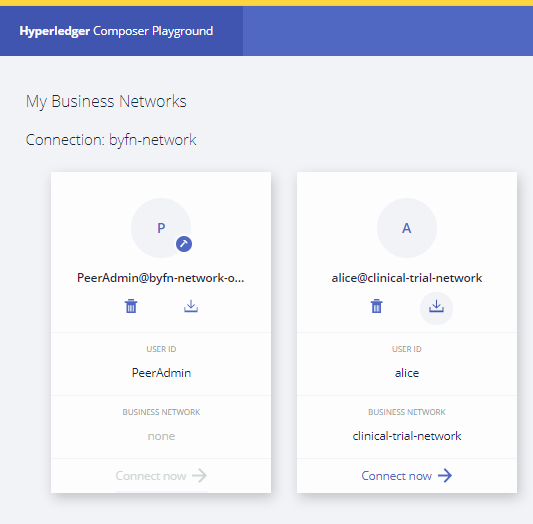 Hyperledger Composer Playground
My Business Networks
Connection: byfn-network
P
PeerAdmin@byfn-network-o...
USER ID
PeerAdmin
BUSINESS NETWORK
none
Connect now
A
alice@clinical-trial-network
USER ID
alice
BUSINESS NETWORK
clinical-trial-network
Connect now